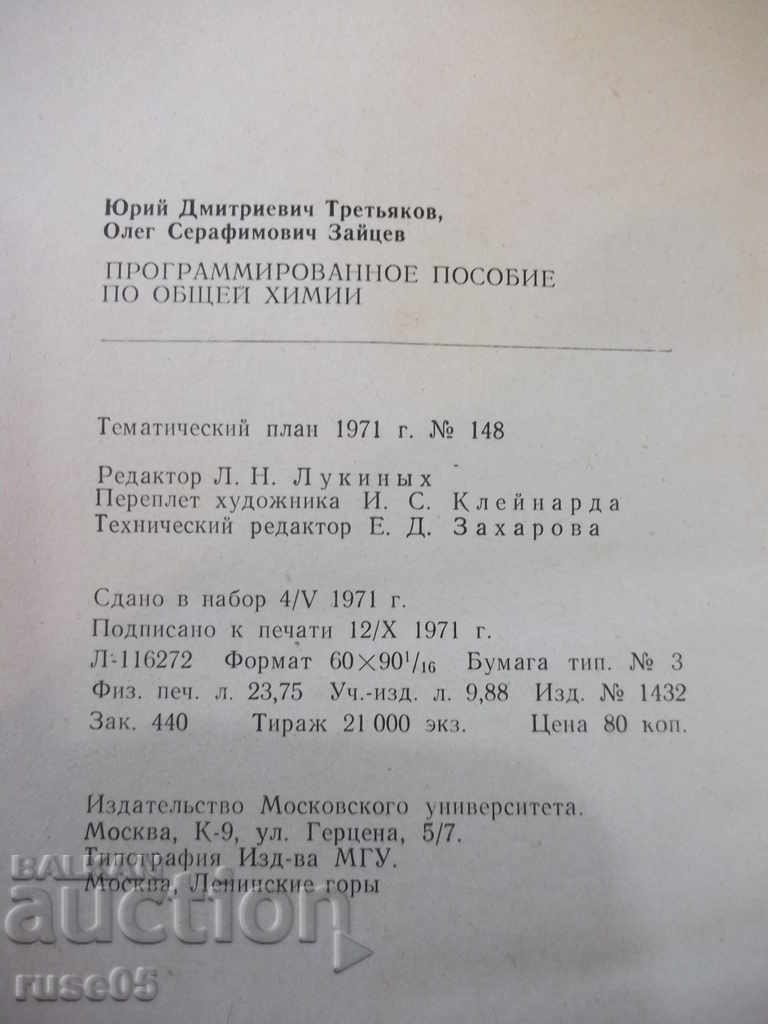 Юрий Дмитриевич Третьяков,
Олег Серафимович Зайцев
ПРОГРАММИРОВАННОЕ ПОСОБИЕ
ПО ОБЩЕЙ ХИМИИ
Тематический план 1971 г. № 148
Редактор Л. Н. Лукиных
Переплет художника И. С. Клейнарда
Технический редактор Е. Д. Захарова
Сдано в набор 4/V 1971 г.
Подписано к печати 12/X 1971 г.
Л-116272 Формат 60×90¹/₁₆ Бумага тип. № 3
Физ. печ. л. 23,75 Уч.-изд. л. 9,88 Изд. № 1432
Зак. 440 Тираж 21 000 экз. Цена 80 коп.
Издательство Московского университета.
Москва, К-9, ул. Герцена, 5/7.
Типография Изд-ва МГУ.
Москва, Ленинские горы
BALKAN
auction
ruse05